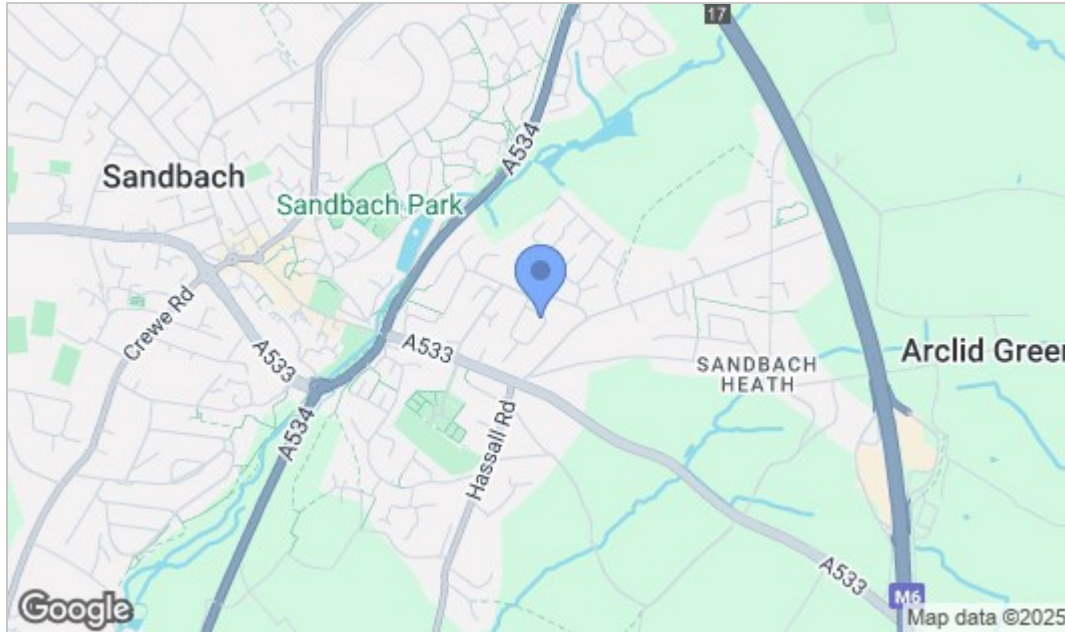 17
A534
Sandbach
Sandbach Park
Crewe Rd
A533
A533
SANDBACH
HEATH
Arclid Green
A534
Hassall Rd
A533
M6
Google
Map data ©2025